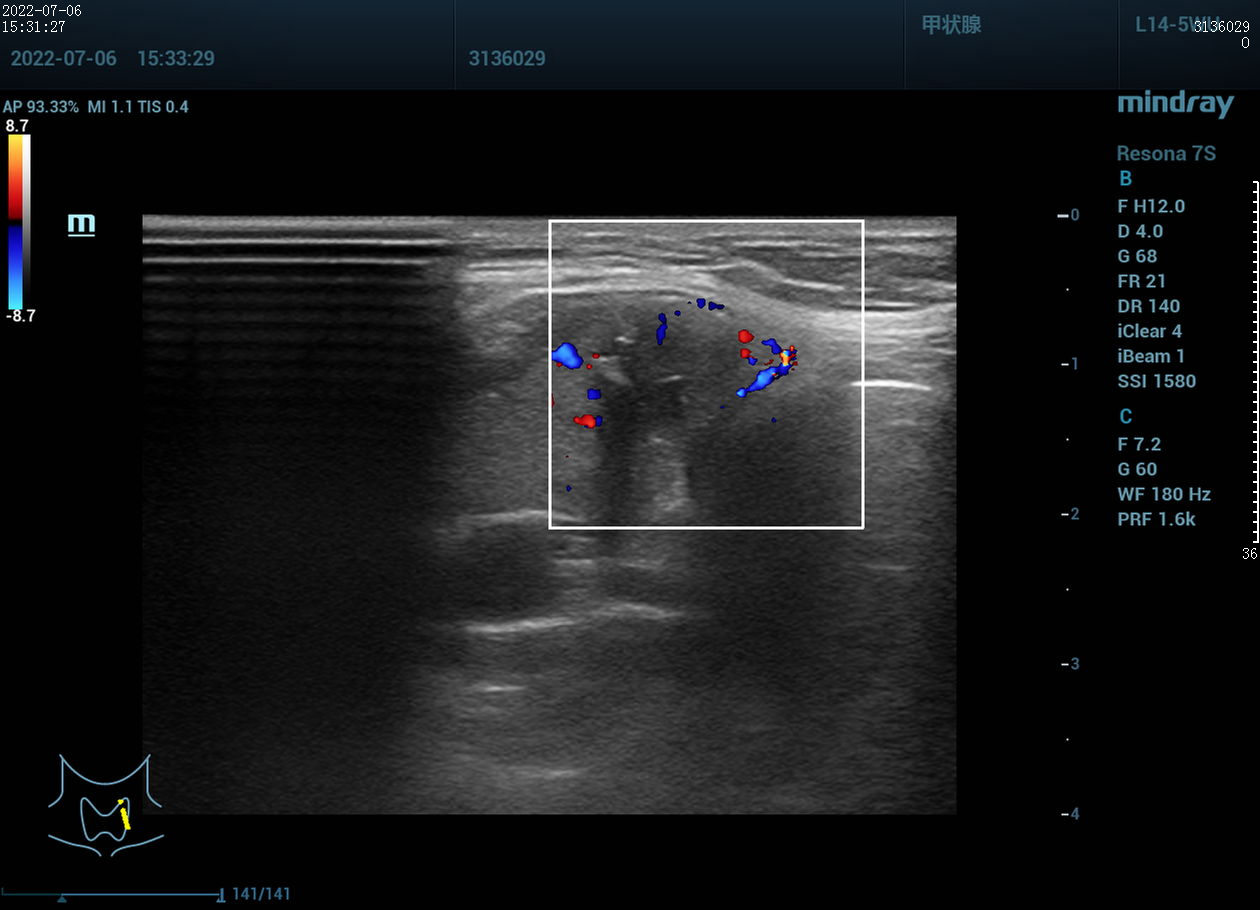 2022-07-06
15:31:27
2022-07-06 15:33:29
3136029
甲状腺
L14-5WU
3136029
0
AP 93.33% MI 1.1 TIS 0.4
8.7
-8.7
m
mindray
Resona 7S
B
F H12.0
D 4.0
G 68
FR 21
DR 140
iClear 4
iBeam 1
SSI 1580
C
F 7.2
G 60
WF 180 Hz
PRF 1.6k
0
1
2
3
4
36
141/141